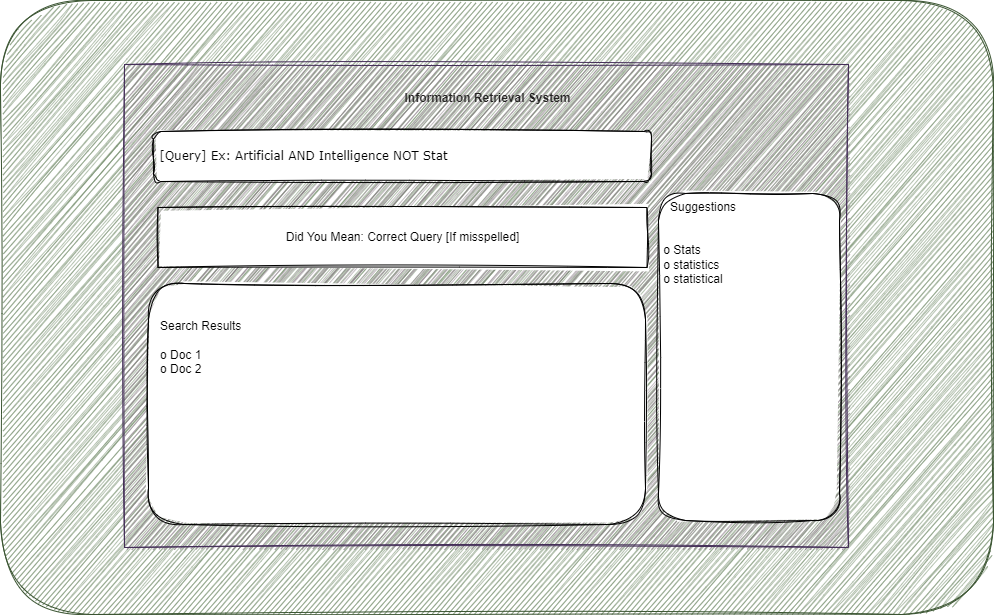 Information Retrieval System
[Query] Ex: Artificial AND Intelligence NOT Stat
Did You Mean: Correct Query [If misspelled]
Search Results
o Doc 1
o Doc 2
Suggestions
o Stats
o statistics
o statistical